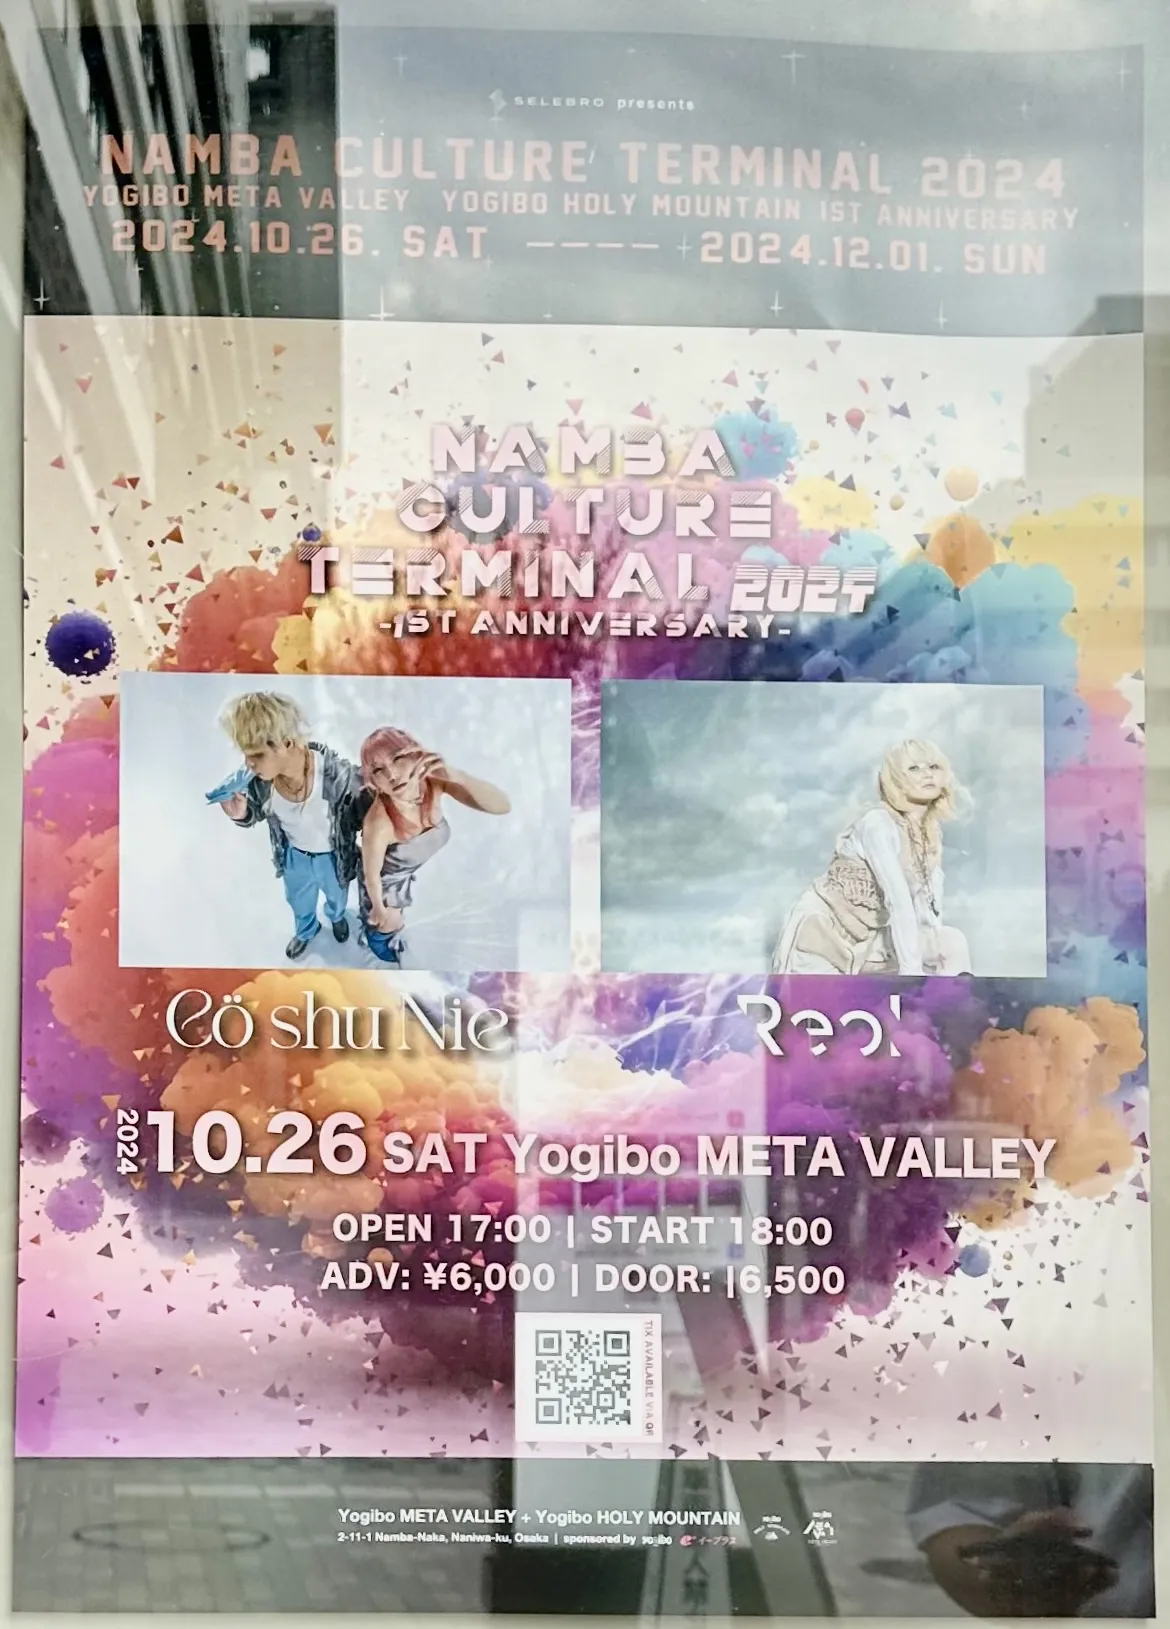 SELEBRO presents
NAMBA CULTURE TERMINAL 2024
YOGIBO META VALLEY YOGIBO HOLY MOUNTAIN 1ST ANNIVERSARY
2024.10.26. SAT ---- 2024.12.01. SUN
NAMBA
CULTURE
TERMINAL 2024
-1ST ANNIVERSARY-
Cö shu Nie
Reol
2024 10.26 SAT Yogibo META VALLEY
OPEN 17:00 | START 18:00
ADV: ¥6,000 | DOOR: |6,500
TIX AVAILABLE VIA QR
Yogibo META VALLEY + Yogibo HOLY MOUNTAIN
2-11-1 Namba-Naka, Naniwa-ku, Osaka | sponsored by yogibo e+ イープラス